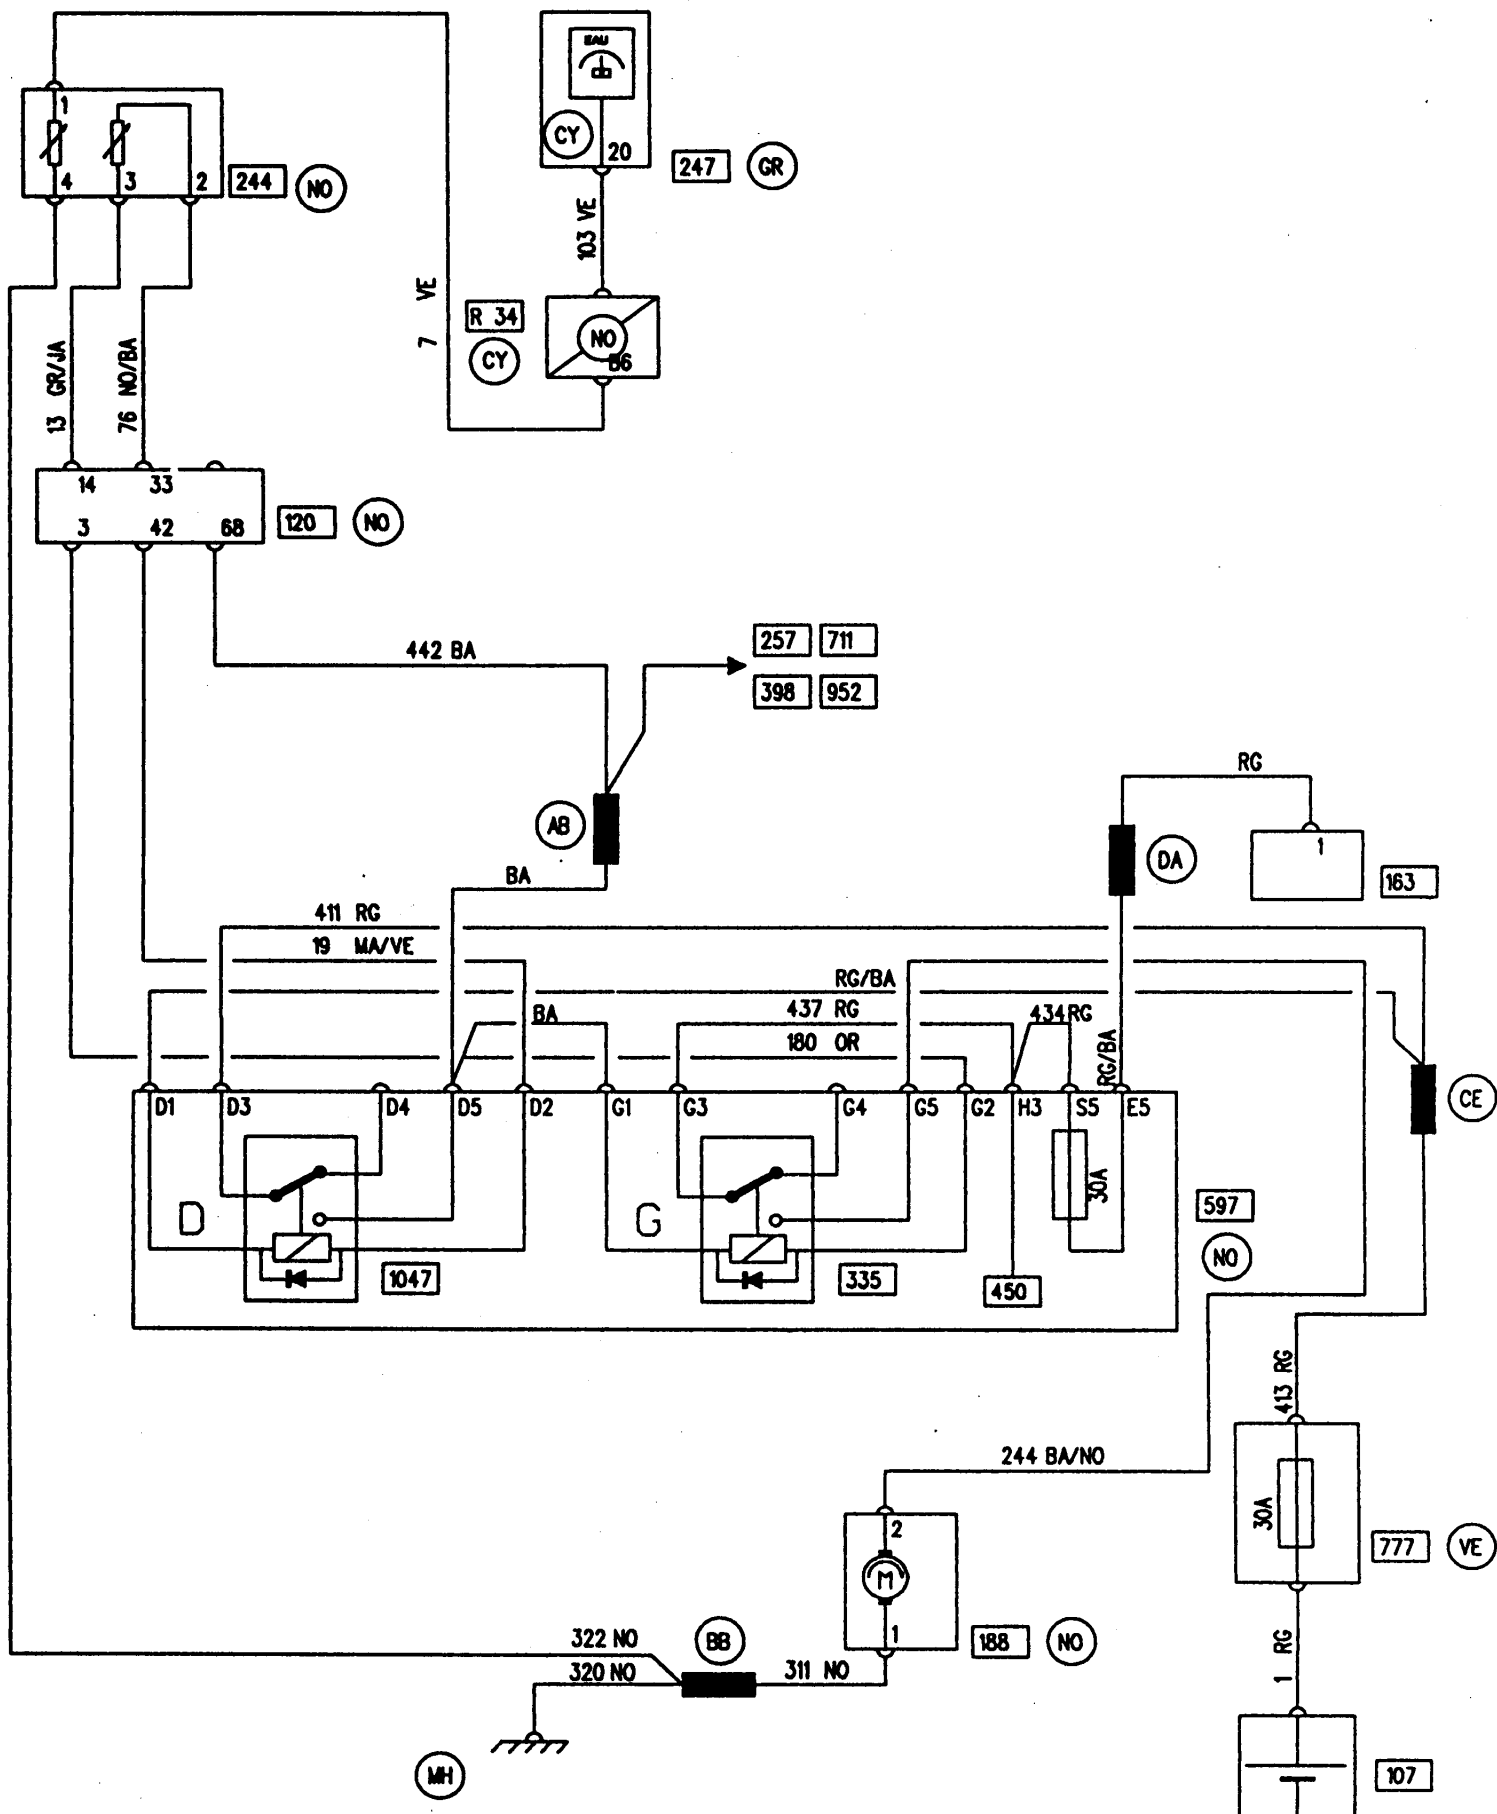 EAU
1
CY
20
4
3
2
244
NO
247
GR
103 VE
7 VE
R 34
CY
NO
B6
13 GR/JA
76 NO/BA
14
33
3
42
68
120
NO
442 BA
257
711
398
952
RG
AB
DA
1
163
BA
411 RG
19 MA/VE
RG/BA
BA
437 RG
434 RG
180 OR
RG/BA
D1
D3
D4
D5
D2
G1
G3
G4
G5
G2
H3
S5
E5
CE
30A
D
G
597
NO
1047
335
450
413 RG
244 BA/NO
30A
2
M
777
VE
1
322 NO
BB
188
NO
320 NO
311 NO
1 RG
MH
107